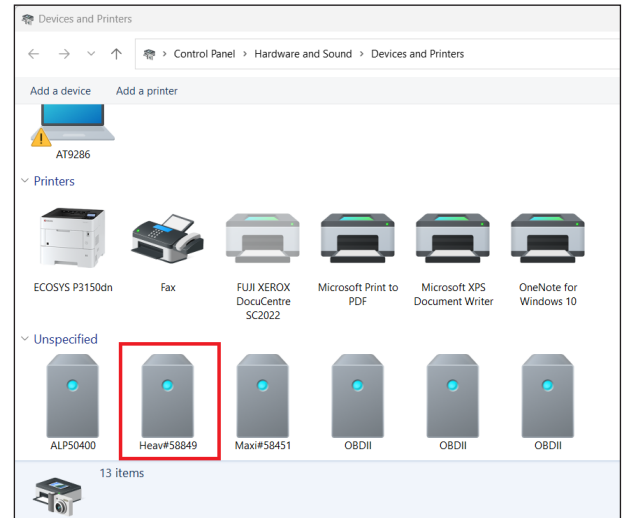 Devices and Printers
Control Panel > Hardware and Sound > Devices and Printers
Add a device Add a printer
AT9286
Printers
ECOSYS P3150dn
Fax
FUJI XEROX
DocuCentre
SC2022
Microsoft Print to
PDF
Microsoft XPS
Document Writer
OneNote for
Windows 10
Unspecified
ALP50400
Heav#58849
Maxi#58451
OBDII
OBDII
OBDII
13 items